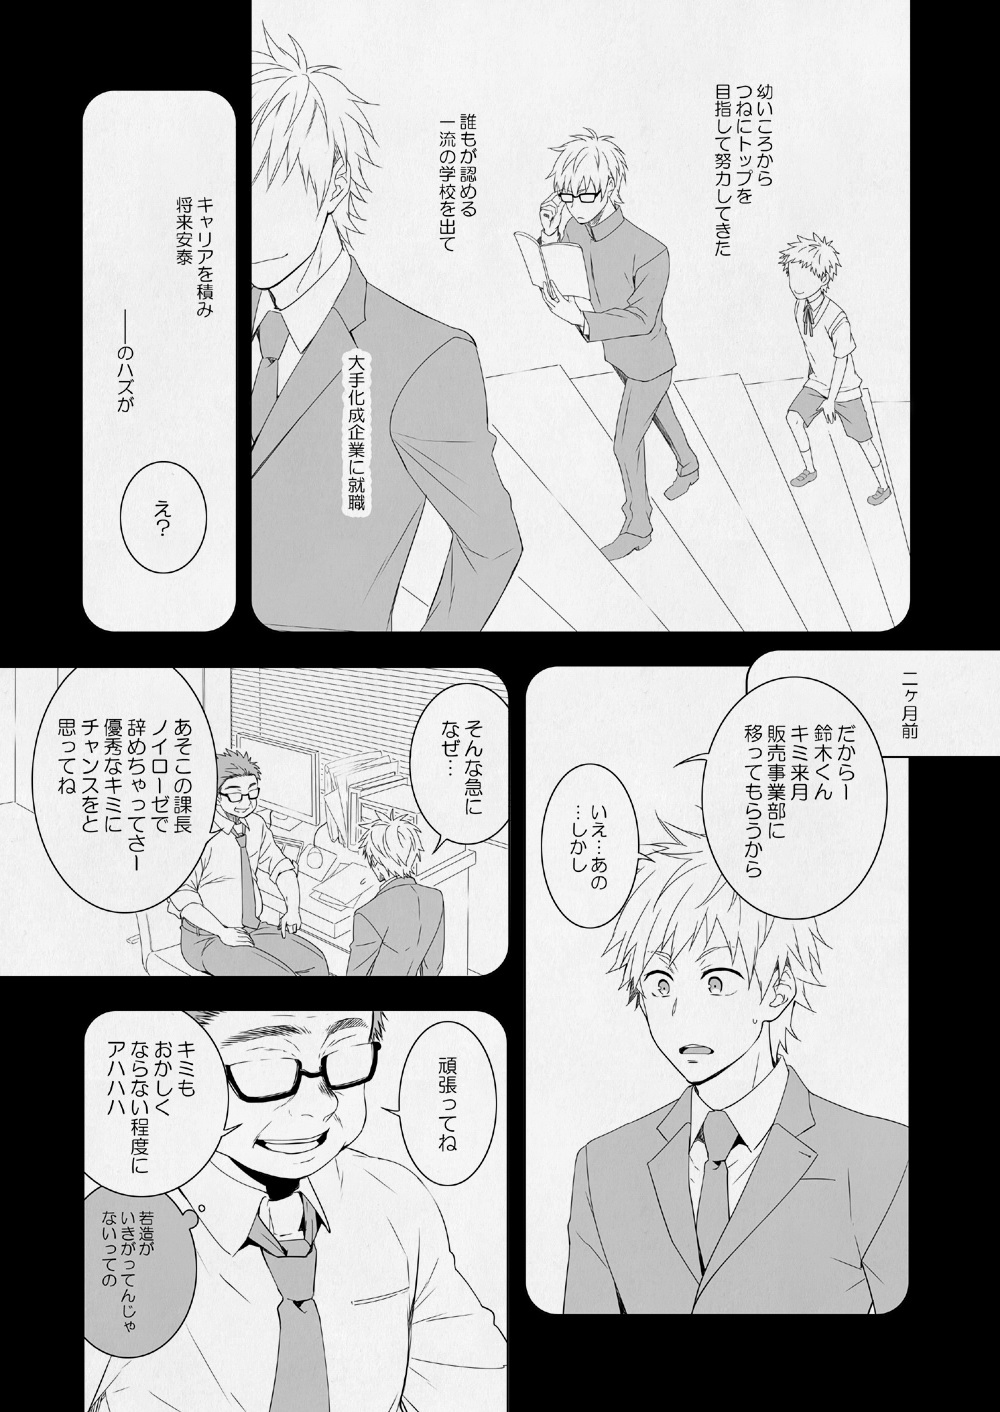 幼いころから
つねにトップを
目指して努力してきた
誰もが認める
一流の学校を出て
大手化成企業に就職
キャリアを積み
将来安泰
――のハズが
え?
二ヶ月前
だからー
鈴木くん
キミ来月
販売事業部に
移ってもらうから
いえ…あの
…しかし
そんな急に
なぜ…
あそこの課長
ノイローゼで
辞めちゃってさー
優秀なキミに
チャンスをと
思ってね
頑張ってね
キミも
おかしく
ならない程度に
アハハハ
若造が
いきがってんじゃ
ないっての